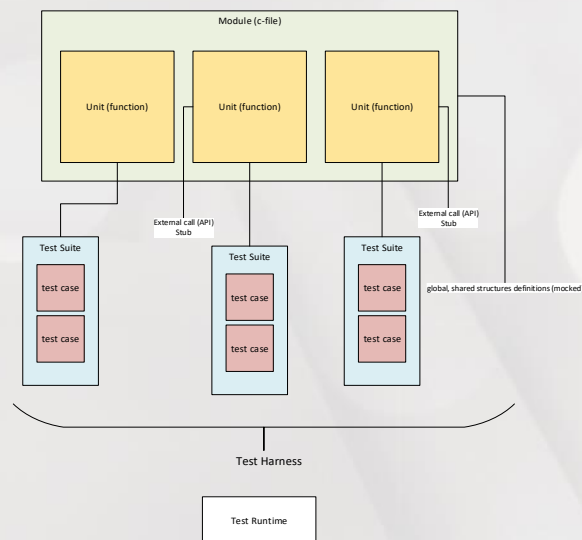 Module (c-file)
Unit (function)
Unit (function)
Unit (function)
External call (API)
Stub
External call (API)
Stub
Test Suite
test case
test case
Test Suite
test case
test case
Test Suite
test case
test case
global, shared structures definitions (mocked)
Test Harness
Test Runtime